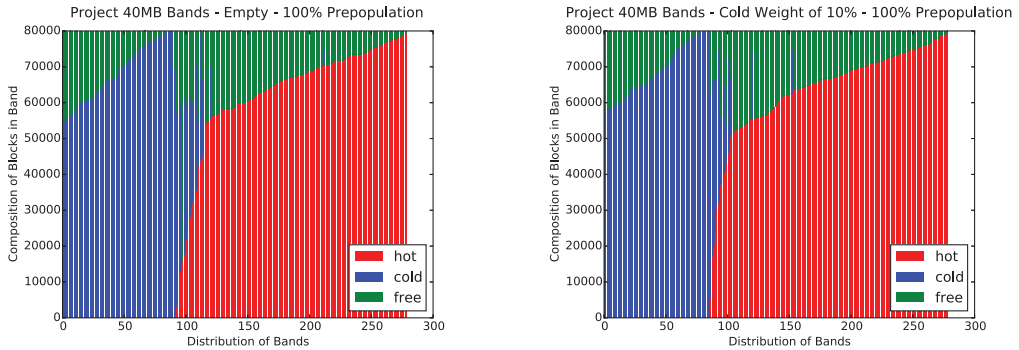 Project 40MB Bands - Empty - 100% Prepopulation
80000
70000
60000
50000
40000
30000
20000
10000
0
Composition of Blocks in Band
hot
cold
free
0 50 100 150 200 250 300
Distribution of Bands
Project 40MB Bands - Cold Weight of 10% - 100% Prepopulation
80000
70000
60000
50000
40000
30000
20000
10000
0
Composition of Blocks in Band
hot
cold
free
0 50 100 150 200 250 300
Distribution of Bands